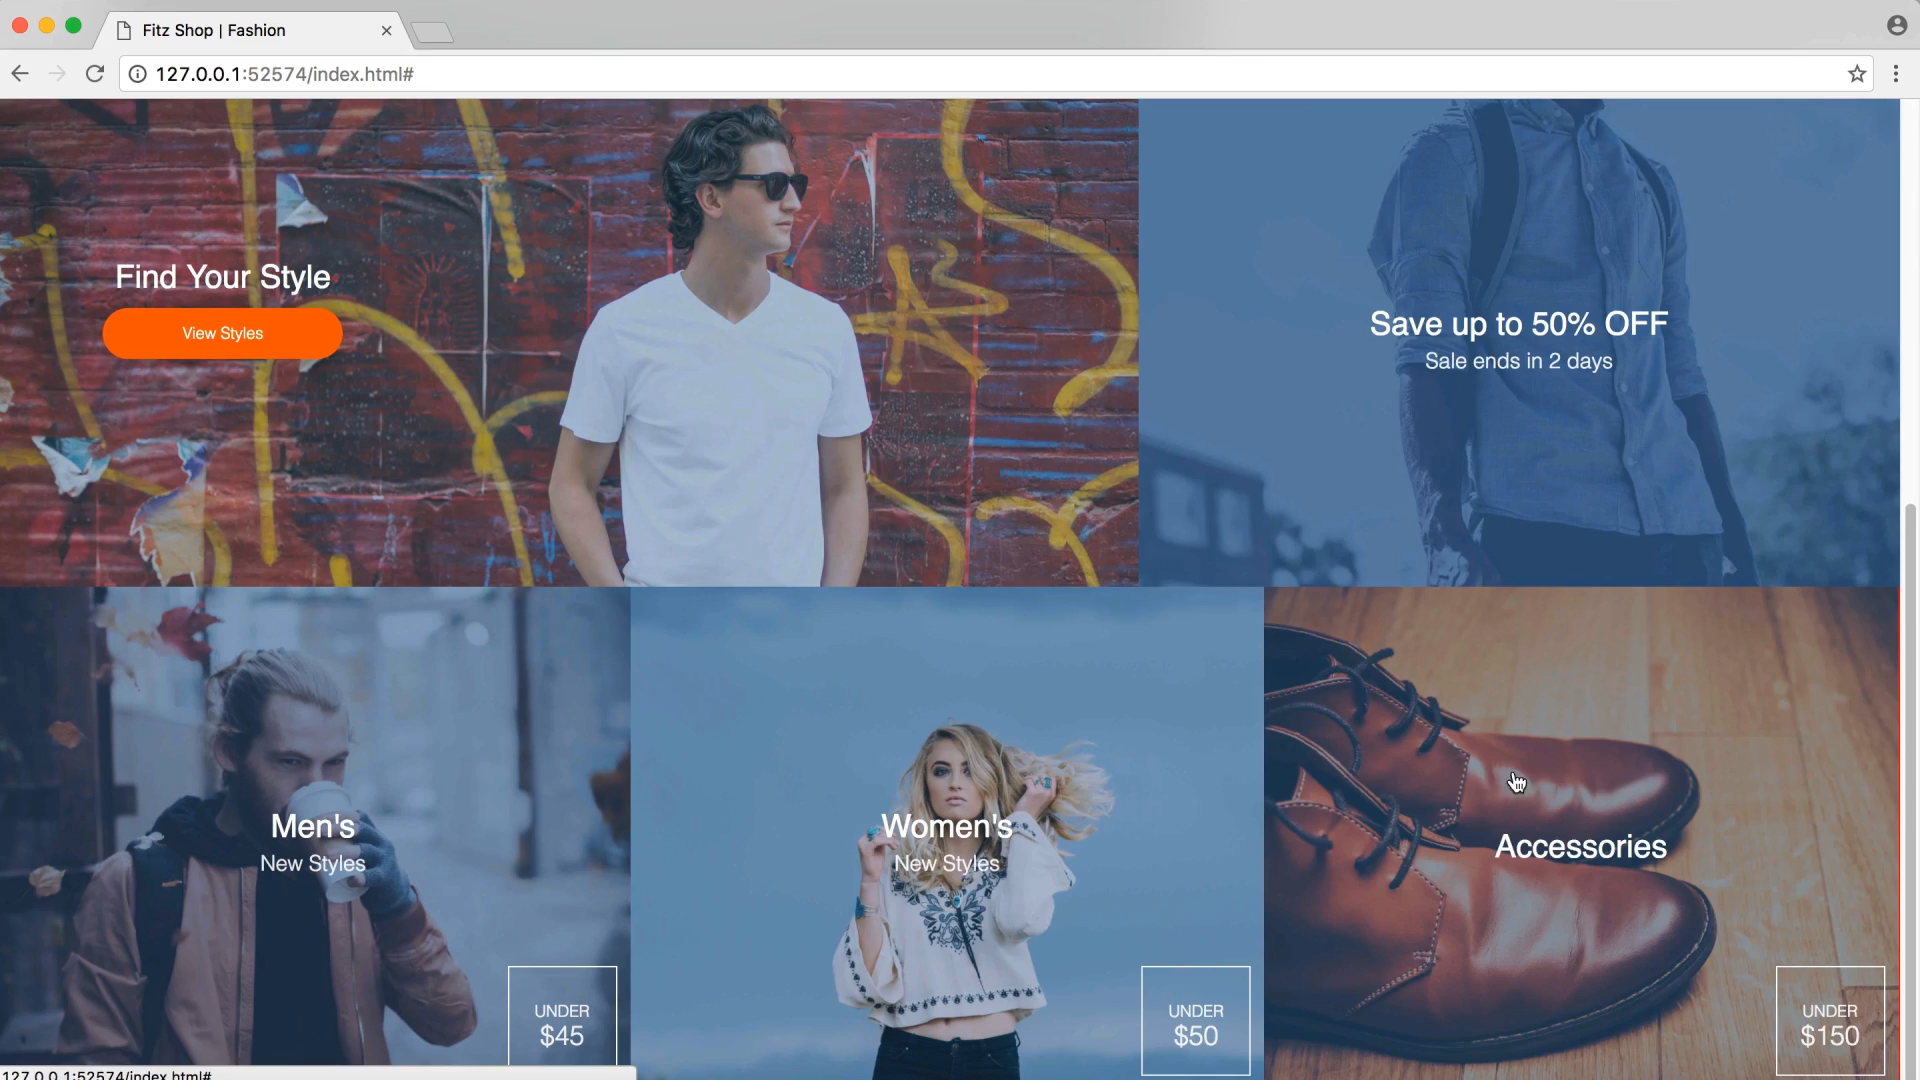 Fitz Shop | Fashion
127.0.0.1:52574/index.html#
Find Your Style
View Styles
Save up to 50% OFF
Sale ends in 2 days
Men's
New Styles
UNDER
$45
Women's
New Styles
UNDER
$50
Accessories
UNDER
$150
127.0.0.1:52574/index.html#